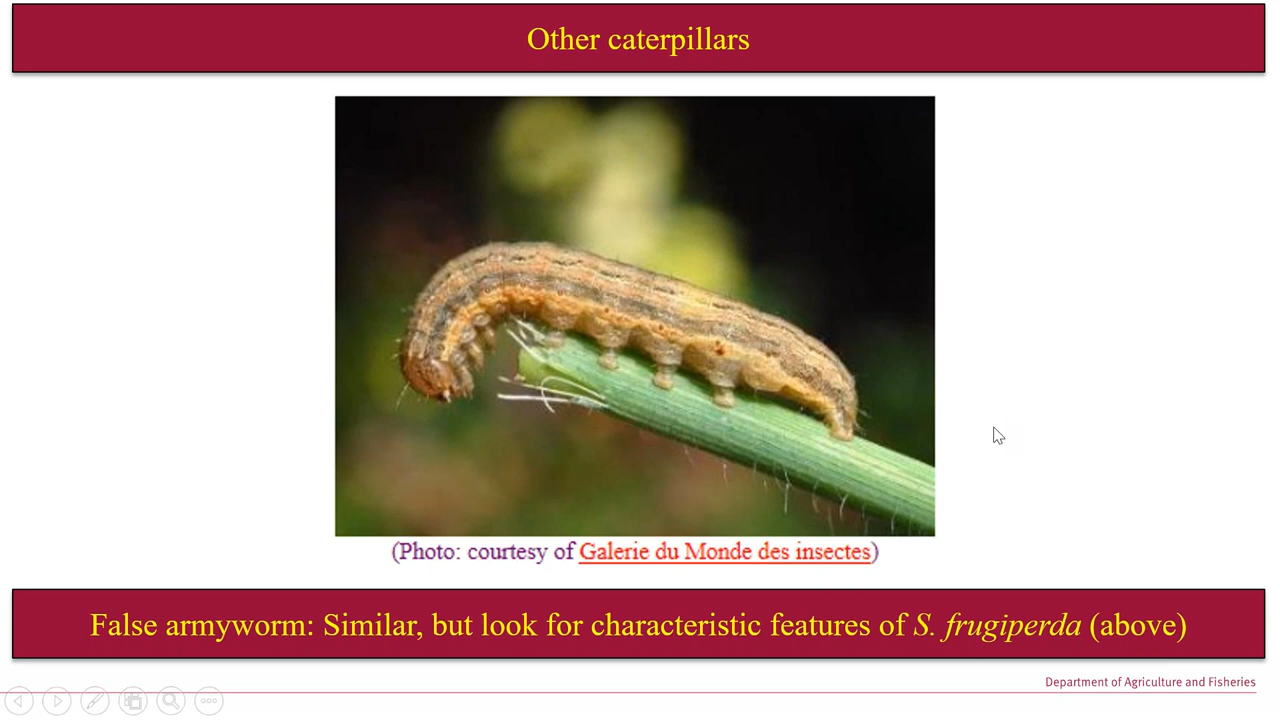 Other caterpillars
(Photo: courtesy of Galerie du Monde des insectes)
False armyworm: Similar, but look for characteristic features of S. frugiperda (above)
Department of Agriculture and Fisheries